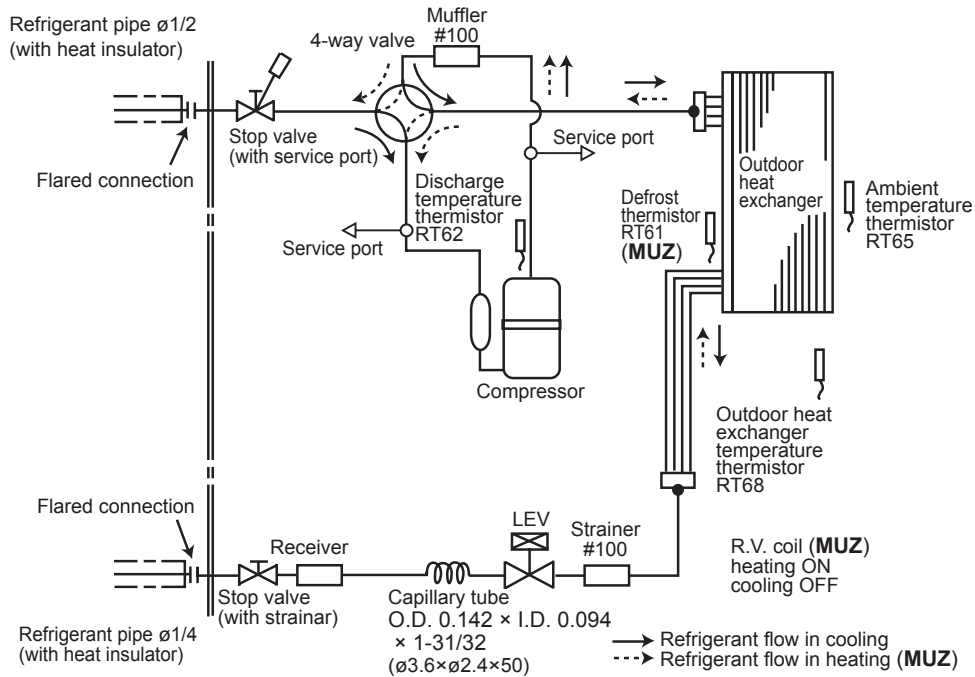 Refrigerant pipe ø1/2
(with heat insulator)
Muffler
#100
4-way valve
Stop valve
(with service port)
Flared connection
Service port
Discharge
temperature
thermistor
RT62
Service port
Compressor
Outdoor
heat
exchanger
Defrost
thermistor
RT61
(MUZ)
Ambient
temperature
thermistor
RT65
Outdoor heat
exchanger
temperature
thermistor
RT68
Flared connection
Receiver
LEV
Strainer
#100
R.V. coil (MUZ)
heating ON
cooling OFF
Stop valve
(with strainar)
Capillary tube
O.D. 0.142 × I.D. 0.094
× 1-31/32
(ø3.6×ø2.4×50)
Refrigerant pipe ø1/4
(with heat insulator)
Refrigerant flow in cooling
Refrigerant flow in heating (MUZ)